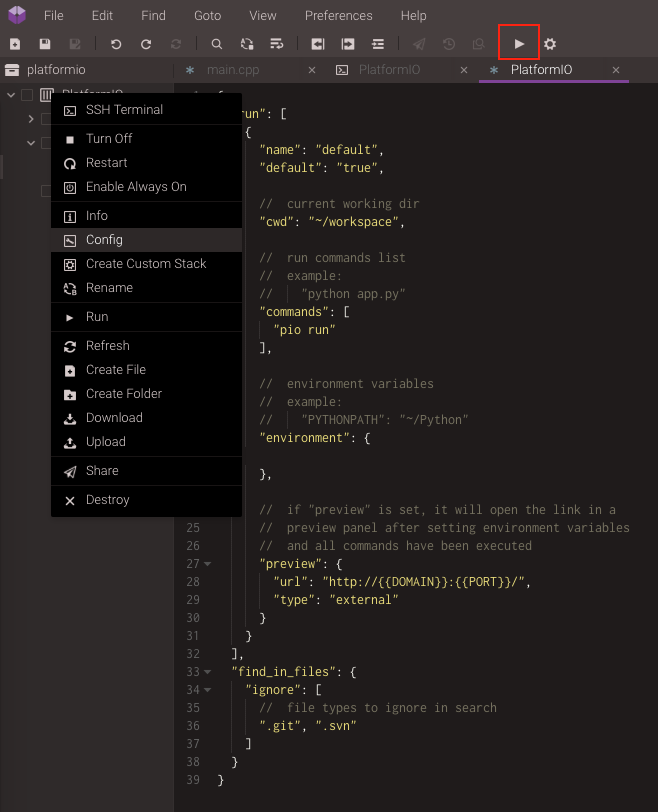 File Edit Find Goto View Preferences Help
platformio
main.cpp
PlatformIO
PlatformIO
PlatformIO
SSH Terminal
Turn Off
Restart
Enable Always On
Info
Config
Create Custom Stack
Rename
Run
Refresh
Create File
Create Folder
Download
Upload
Share
Destroy
run": [
{
"name": "default",
"default": "true",
// current working dir
"cwd": "~/workspace",
// run commands list
// example:
// "python app.py"
"commands": [
"pio run"
],
// environment variables
// example:
// "PYTHONPATH": "~/Python"
"environment": {
},
// if "preview" is set, it will open the link in a
25 // preview panel after setting environment variables
26 // and all commands have been executed
27 "preview": {
28 "url": "http://{{DOMAIN}}:{{PORT}}/",
29 "type": "external"
30 }
31 }
32 ],
33 "find_in_files": {
34 "ignore": [
35 // file types to ignore in search
36 ".git", ".svn"
37 ]
38 }
39 }